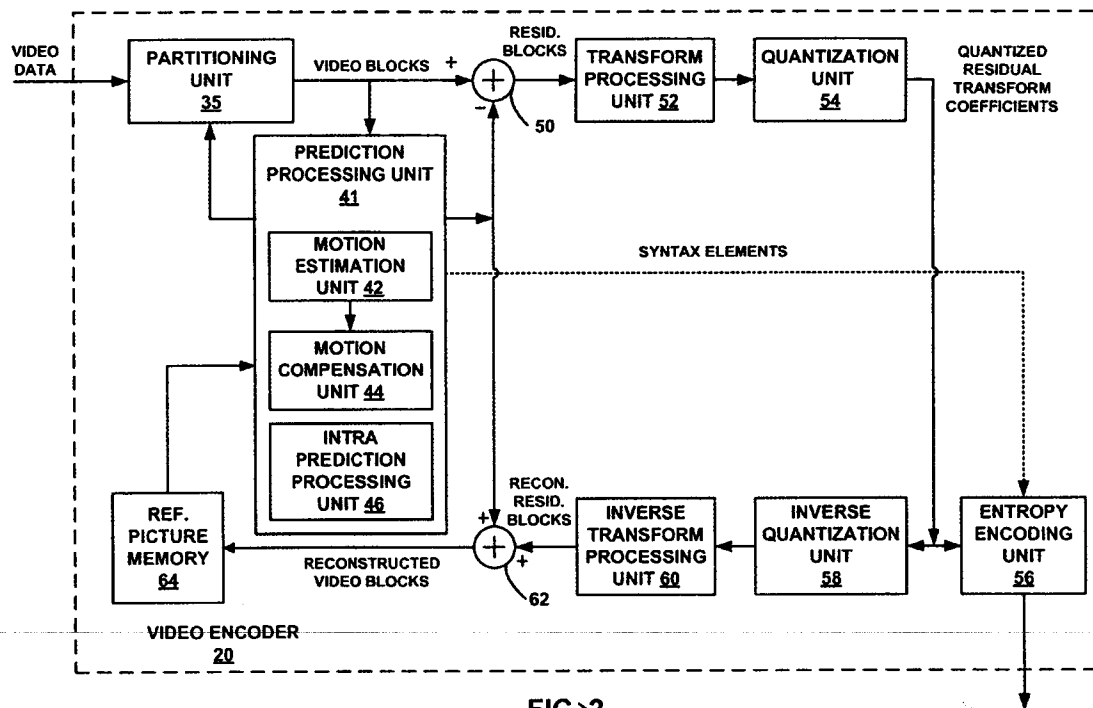 VIDEO
DATA
PARTITIONING
UNIT
35
VIDEO BLOCKS
+
-
50
RESID.
BLOCKS
TRANSFORM
PROCESSING
UNIT 52
QUANTIZATION
UNIT
54
QUANTIZED
RESIDUAL
TRANSFORM
COEFFICIENTS
PREDICTION
PROCESSING UNIT
41
MOTION
ESTIMATION
UNIT 42
SYNTAX ELEMENTS
MOTION
COMPENSATION
UNIT 44
INTRA
PREDICTION
PROCESSING
UNIT 46
REF.
PICTURE
MEMORY
64
RECONSTRUCTED
VIDEO BLOCKS
+
+
62
RECON.
RESID.
BLOCKS
INVERSE
TRANSFORM
PROCESSING
UNIT 60
INVERSE
QUANTIZATION
UNIT
58
ENTROPY
ENCODING
UNIT
56
VIDEO ENCODER
20